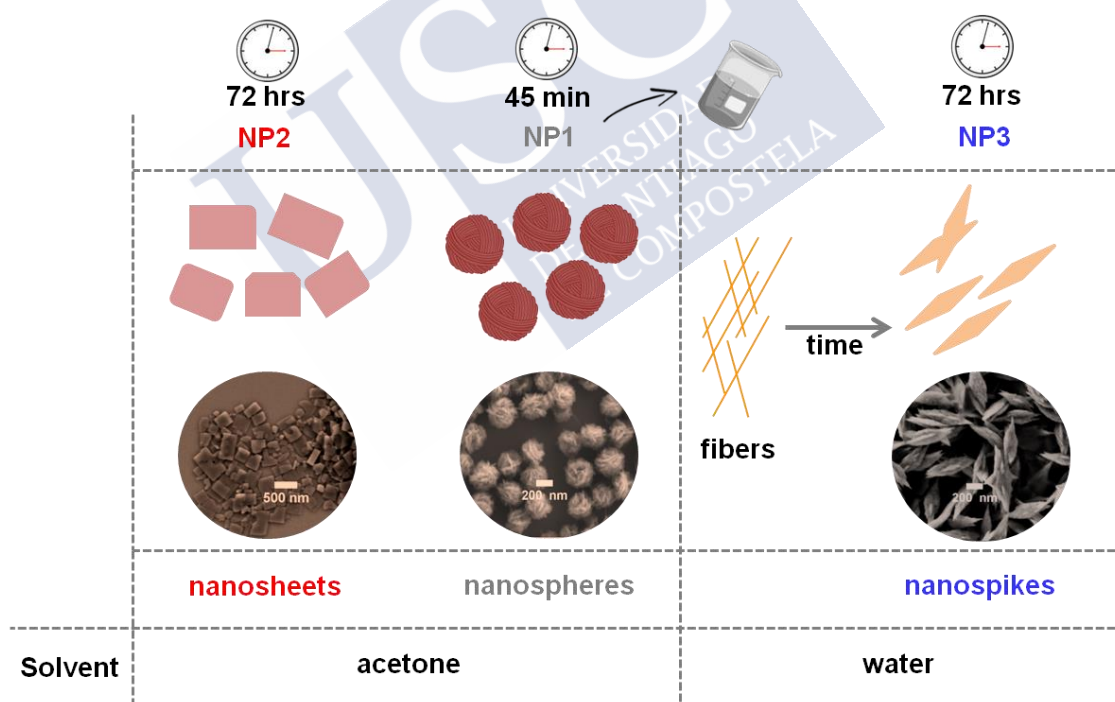 72 hrs
45 min
72 hrs
NP2
NP1
NP3
USC
UNIVERSIDADE
DE SANTIAGO
DE COMPOSTELA
time
fibers
500 nm
200 nm
200 nm
nanosheets
nanospheres
nanospikes
Solvent
acetone
water